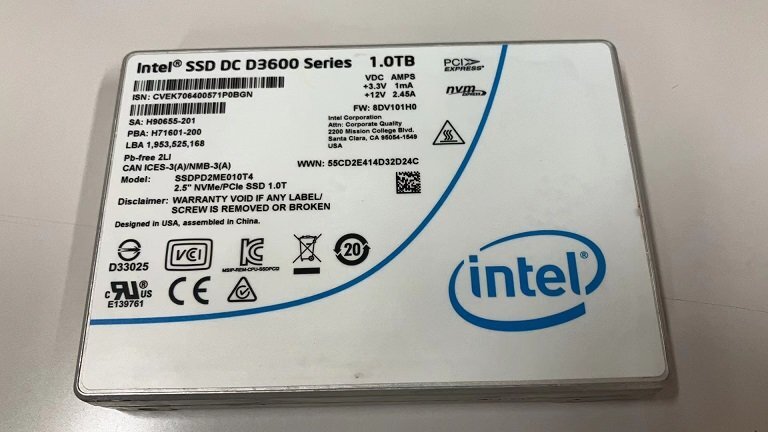 Intel® SSD DC D3600 Series 1.0TB
ISN: CVEK706400571P0BGN
SA: H90655-201
PBA: H71601-200
LBA 1,953,525,168
Pb-free 2LI
CAN ICES-3(A)/NMB-3(A)
Model: SSDPD2ME010T4
2.5" NVMe/PCIe SSD 1.0T
Disclaimer: WARRANTY VOID IF ANY LABEL/
SCREW IS REMOVED OR BROKEN
Designed in USA, assembled in China.
VDC AMPS
+3.3V 1mA
+12V 2.45A
FW: 8DV101H0
Intel Corporation
Attn: Corporate Quality
2200 Mission College Blvd.
Santa Clara, CA 95054-1549
USA
WWN: 55CD2E414D32D24C
PCI
EXPRESS®
nvm
EXPRESS
D33025
VCI
20
c RU US
E139761
CE
intel®